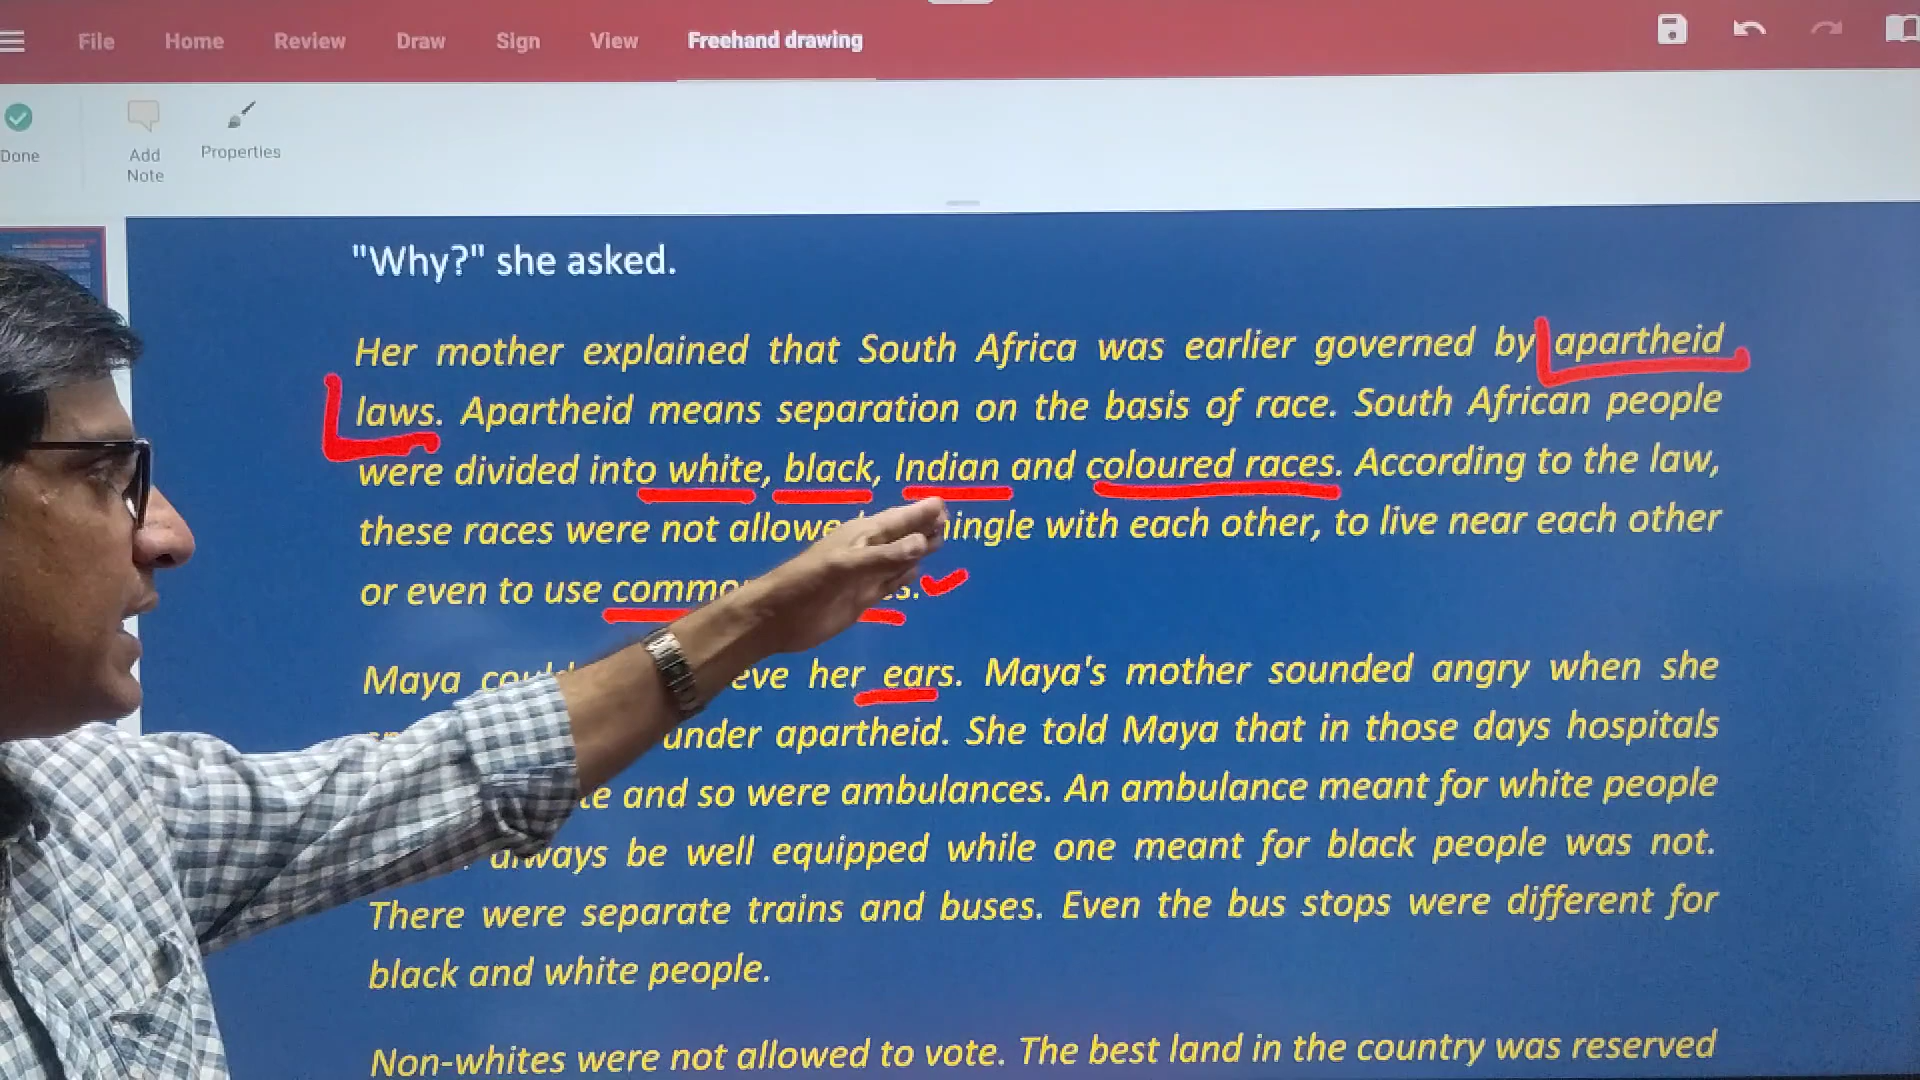 File Home Review Draw Sign View Freehand drawing
Done
Add Note
Properties
"Why?" she asked.
Her mother explained that South Africa was earlier governed by apartheid
laws. Apartheid means separation on the basis of race. South African people
were divided into white, black, Indian and coloured races. According to the law,
these races were not with each other, to live near each other
or even to use
Maya her ears. Maya's mother sounded angry when she
under apartheid. She told Maya that in those days hospitals
and so were ambulances. An ambulance meant for white people
always be well equipped while one meant for black people was not.
There were separate trains and buses. Even the bus stops were different for
black and white people.
Non-whites were not allowed to vote. The best land in the country was reserved